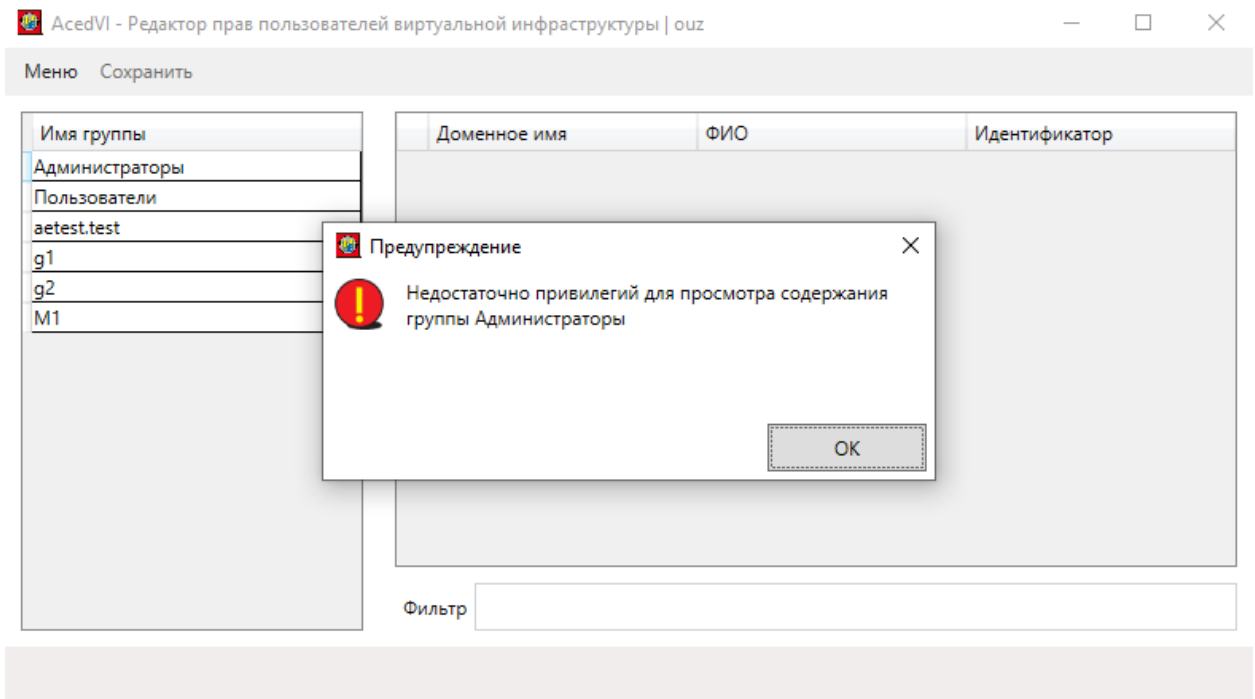 AcedVI - Редактор прав пользователей виртуальной инфраструктуры | ouz
Меню Сохранить
Имя группы
Администраторы
Пользователи
aetest.test
g1
g2
M1
Доменное имя ФИО Идентификатор
Предупреждение
Недостаточно привилегий для просмотра содержания
группы Администраторы
OK
Фильтр